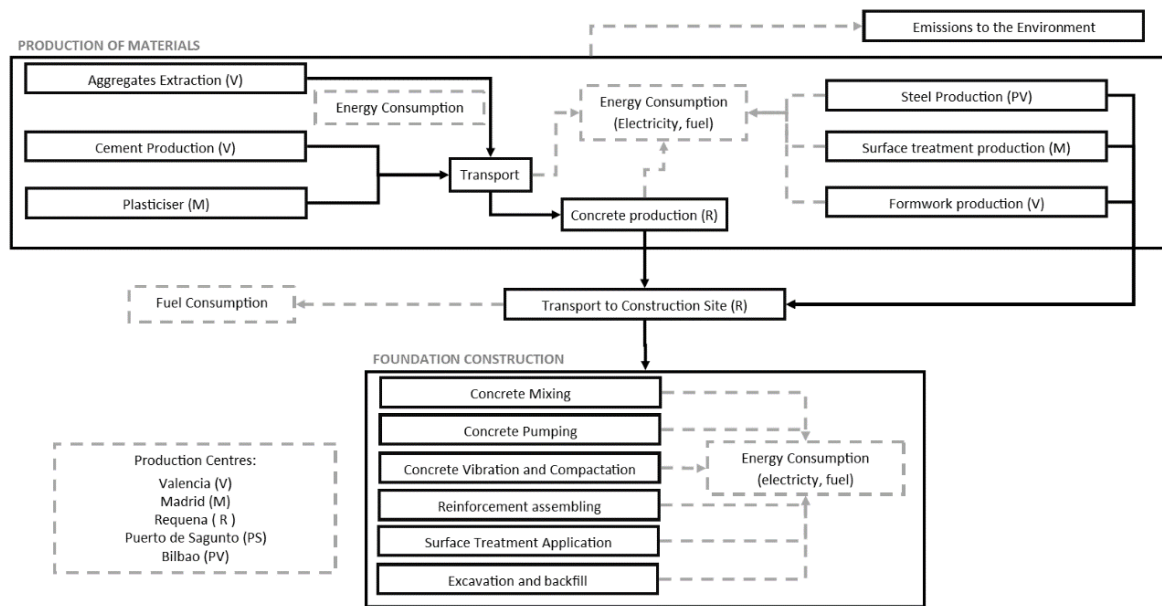 Emissions to the Environment
PRODUCTION OF MATERIALS
Aggregates Extraction (V)
Energy Consumption
Energy Consumption
(Electricity, fuel)
Steel Production (PV)
Cement Production (V)
Transport
Surface treatment production (M)
Plasticiser (M)
Concrete production (R)
Formwork production (V)
Fuel Consumption
Transport to Construction Site (R)
FOUNDATION CONSTRUCTION
Concrete Mixing
Concrete Pumping
Concrete Vibration and Compactation
Reinforcement assembling
Surface Treatment Application
Excavation and backfill
Energy Consumption
(electricty, fuel)
Production Centres:
Valencia (V)
Madrid (M)
Requena ( R )
Puerto de Sagunto (PS)
Bilbao (PV)